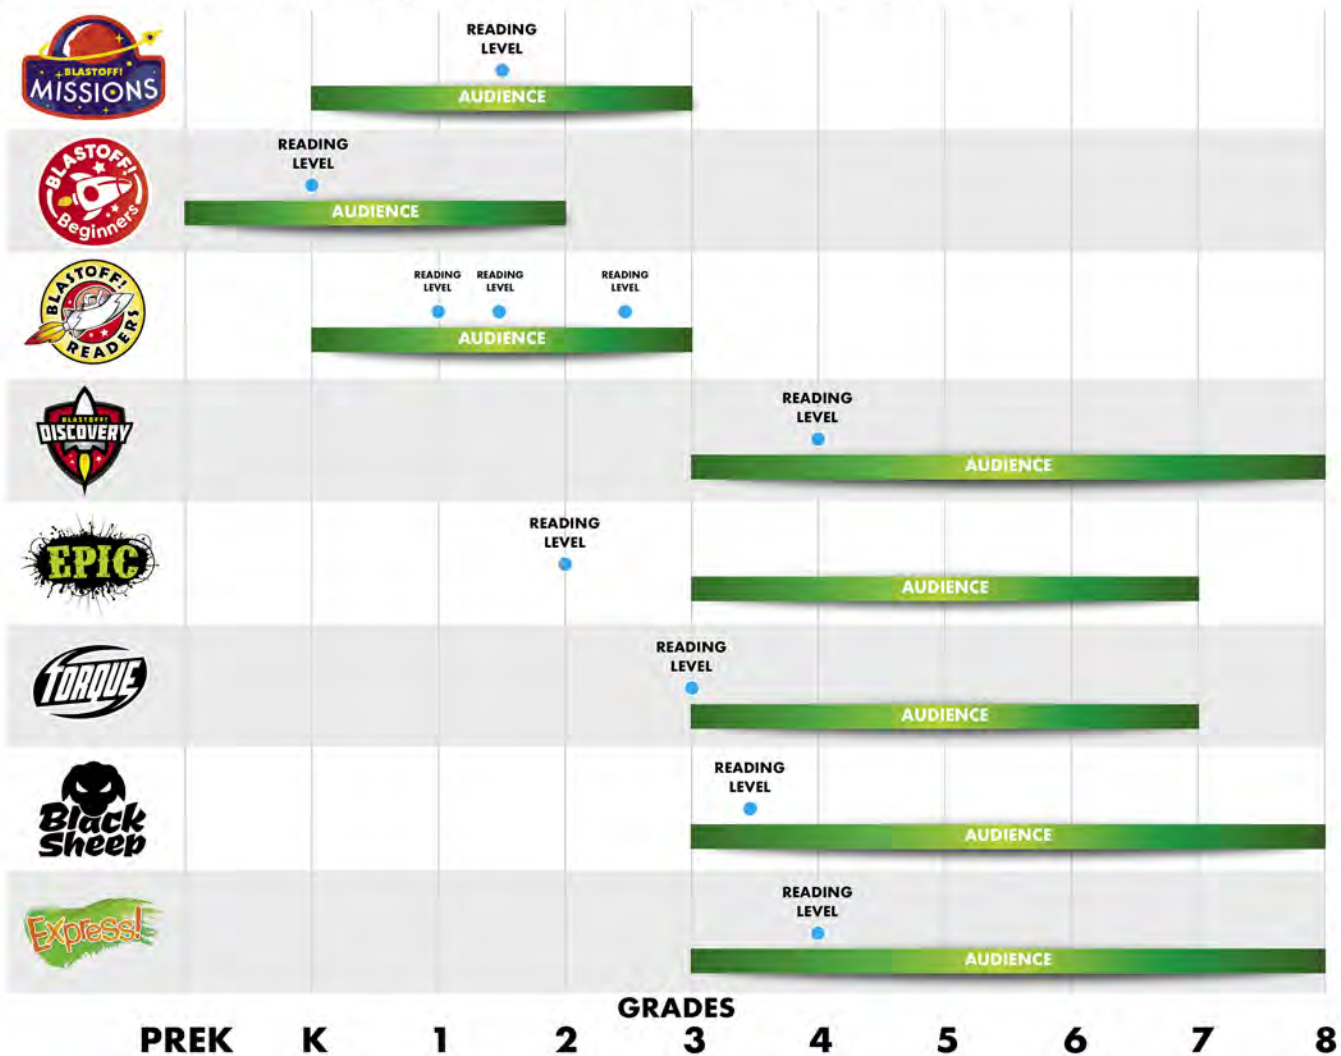 READING
LEVEL
BLASTOFF!
MISSIONS
AUDIENCE
READING
LEVEL
BLASTOFF!
Beginners
AUDIENCE
READING READING READING
LEVEL LEVEL LEVEL
BLASTOFF!
READERS
AUDIENCE
READING
LEVEL
BLASTOFF!
DISCOVERY
AUDIENCE
READING
LEVEL
EPIC
AUDIENCE
READING
LEVEL
TORQUE
AUDIENCE
READING
LEVEL
Black
Sheep
AUDIENCE
READING
LEVEL
Express!
AUDIENCE
GRADES
PREK K 1 2 3 4 5 6 7 8